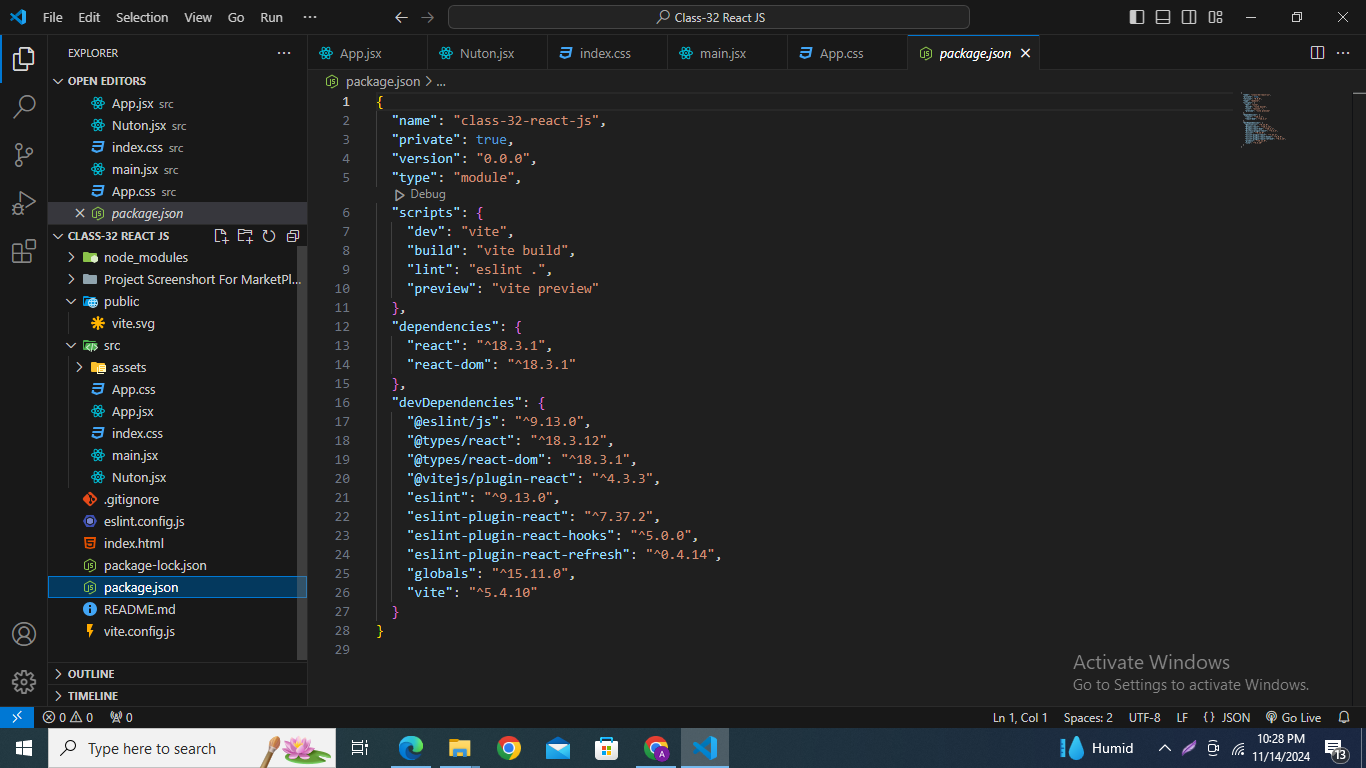 File Edit Selection View Go Run ···
Class-32 React JS
EXPLORER
OPEN EDITORS
App.jsx src
Nuton.jsx src
index.css src
main.jsx src
App.css src
package.json
CLASS-32 REACT JS
node_modules
Project Screenshort For MarketPl...
public
vite.svg
src
assets
App.css
App.jsx
index.css
main.jsx
Nuton.jsx
.gitignore
eslint.config.js
index.html
package-lock.json
package.json
README.md
vite.config.js
OUTLINE
TIMELINE
App.jsx Nuton.jsx index.css main.jsx App.css package.json
package.json > ...
1 {
2 "name": "class-32-react-js",
3 "private": true,
4 "version": "0.0.0",
5 "type": "module",
Debug
6 "scripts": {
7 "dev": "vite",
8 "build": "vite build",
9 "lint": "eslint .",
10 "preview": "vite preview"
11 },
12 "dependencies": {
13 "react": "^18.3.1",
14 "react-dom": "^18.3.1"
15 },
16 "devDependencies": {
17 "@eslint/js": "^9.13.0",
18 "@types/react": "^18.3.12",
19 "@types/react-dom": "^18.3.1",
20 "@vitejs/plugin-react": "^4.3.3",
21 "eslint": "^9.13.0",
22 "eslint-plugin-react": "^7.37.2",
23 "eslint-plugin-react-hooks": "^5.0.0",
24 "eslint-plugin-react-refresh": "^0.4.14",
25 "globals": "^15.11.0",
26 "vite": "^5.4.10"
27 }
28 }
29
Activate Windows
Go to Settings to activate Windows.
0 0 0 Ln 1, Col 1 Spaces: 2 UTF-8 LF {} JSON Go Live
Type here to search
Humid
10:28 PM
11/14/2024
13